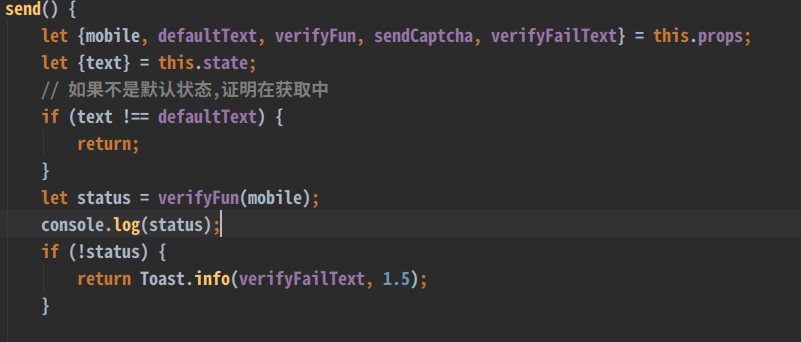 send() {
let {mobile, defaultText, verifyFun, sendCaptcha, verifyFailText} = this.props;
let {text} = this.state;
// 如果不是默认状态,证明在获取中
if (text !== defaultText) {
return;
}
let status = verifyFun(mobile);
console.log(status);
if (!status) {
return Toast.info(verifyFailText, 1.5);
}